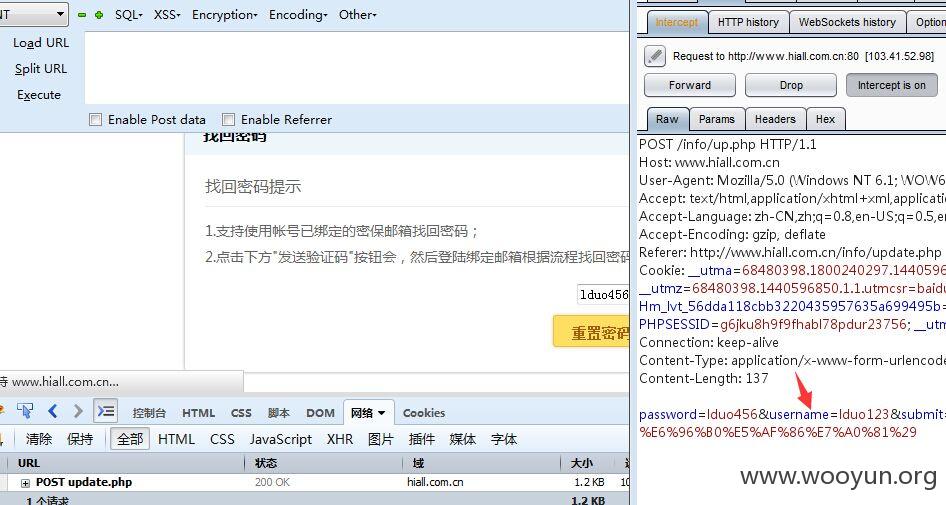 NT SQL▾ XSS▾ Encryption▾ Encoding▾ Other▾
Load URL
Split URL
Execute
Enable Post data Enable Referrer
找回密码
找回密码提示
1.支持使用帐号已绑定的密保邮箱找回密码；
2.点击下方"发送验证码"按钮会，然后登陆绑定邮箱根据流程找回密码
lduo456
重置密码
待 www.hiall.com.cn...
控制台 HTML CSS 脚本 DOM 网络 Cookies
清除 保持 全部 HTML CSS JavaScript XHR 图片 插件 媒体 字体
URL 状态 域 大小
POST update.php 200 OK hiall.com.cn 1.2 KB
1 个请求 1.2 KB
Intercept HTTP history WebSockets history Option
Request to http://www.hiall.com.cn:80 [103.41.52.98]
Forward Drop Intercept is on
Raw Params Headers Hex
POST /info/up.php HTTP/1.1
Host: www.hiall.com.cn
User-Agent: Mozilla/5.0 (Windows NT 6.1; WOW6
Accept: text/html,application/xhtml+xml,application
Accept-Language: zh-CN,zh;q=0.8,en-US;q=0.5,en
Accept-Encoding: gzip, deflate
Referer: http://www.hiall.com.cn/info/update.php
Cookie: __utma=68480398.1800240297.1440596
__utmz=68480398.1440596850.1.1.utmcsr=baidu
Hm_lvt_56dda118cbb3220435957635a699495b=
PHPSESSID=g6jku8h9f9fhabl78pdur23756; __utm
Connection: keep-alive
Content-Type: application/x-www-form-urlencode
Content-Length: 137
password=lduo456&username=lduo123&submit=
%E6%96%B0%E5%AF%86%E7%A0%81%29
www.wooyun.org